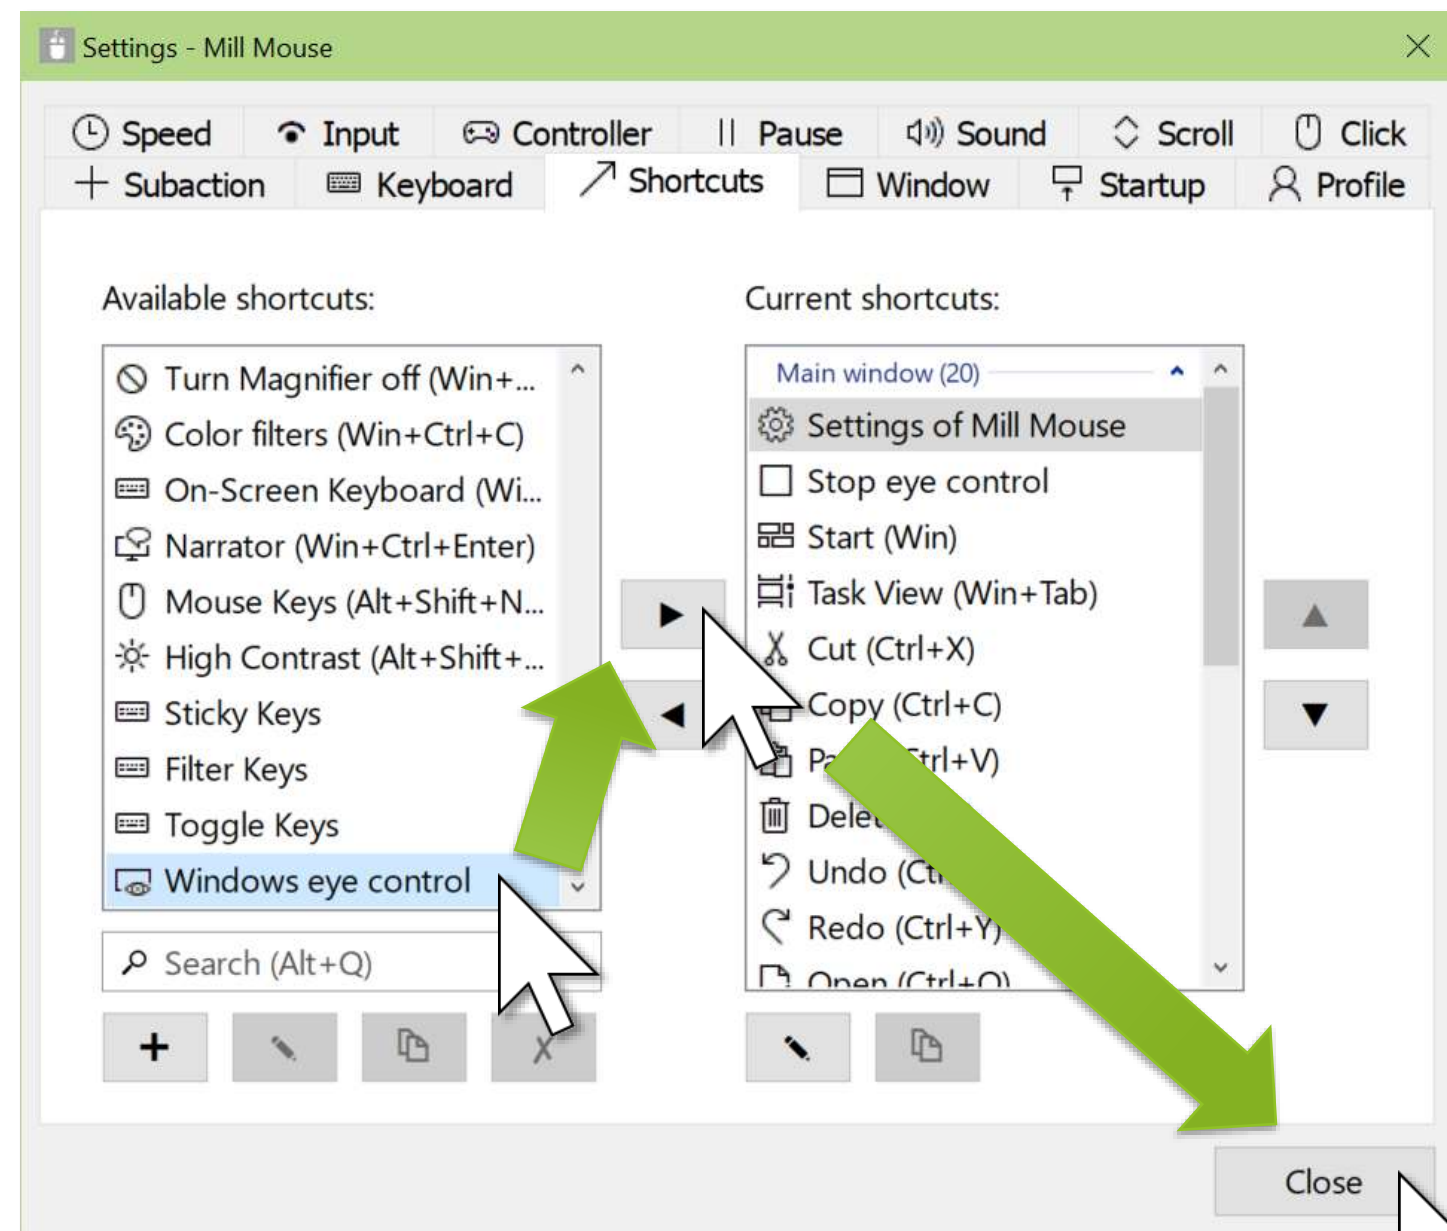 Settings - Mill Mouse
Speed Input Controller Pause Sound Scroll Click
Subaction Keyboard Shortcuts Window Startup Profile
Available shortcuts:
Turn Magnifier off (Win+...
Color filters (Win+Ctrl+C)
On-Screen Keyboard (Wi...
Narrator (Win+Ctrl+Enter)
Mouse Keys (Alt+Shift+N...
High Contrast (Alt+Shift+...
Sticky Keys
Filter Keys
Toggle Keys
Windows eye control
Search (Alt+Q)
Current shortcuts:
Main window (20)
Settings of Mill Mouse
Stop eye control
Start (Win)
Task View (Win+Tab)
Cut (Ctrl+X)
Copy (Ctrl+C)
Undo
Redo (Ctrl+Y)
Open (Ctrl+O)
Close